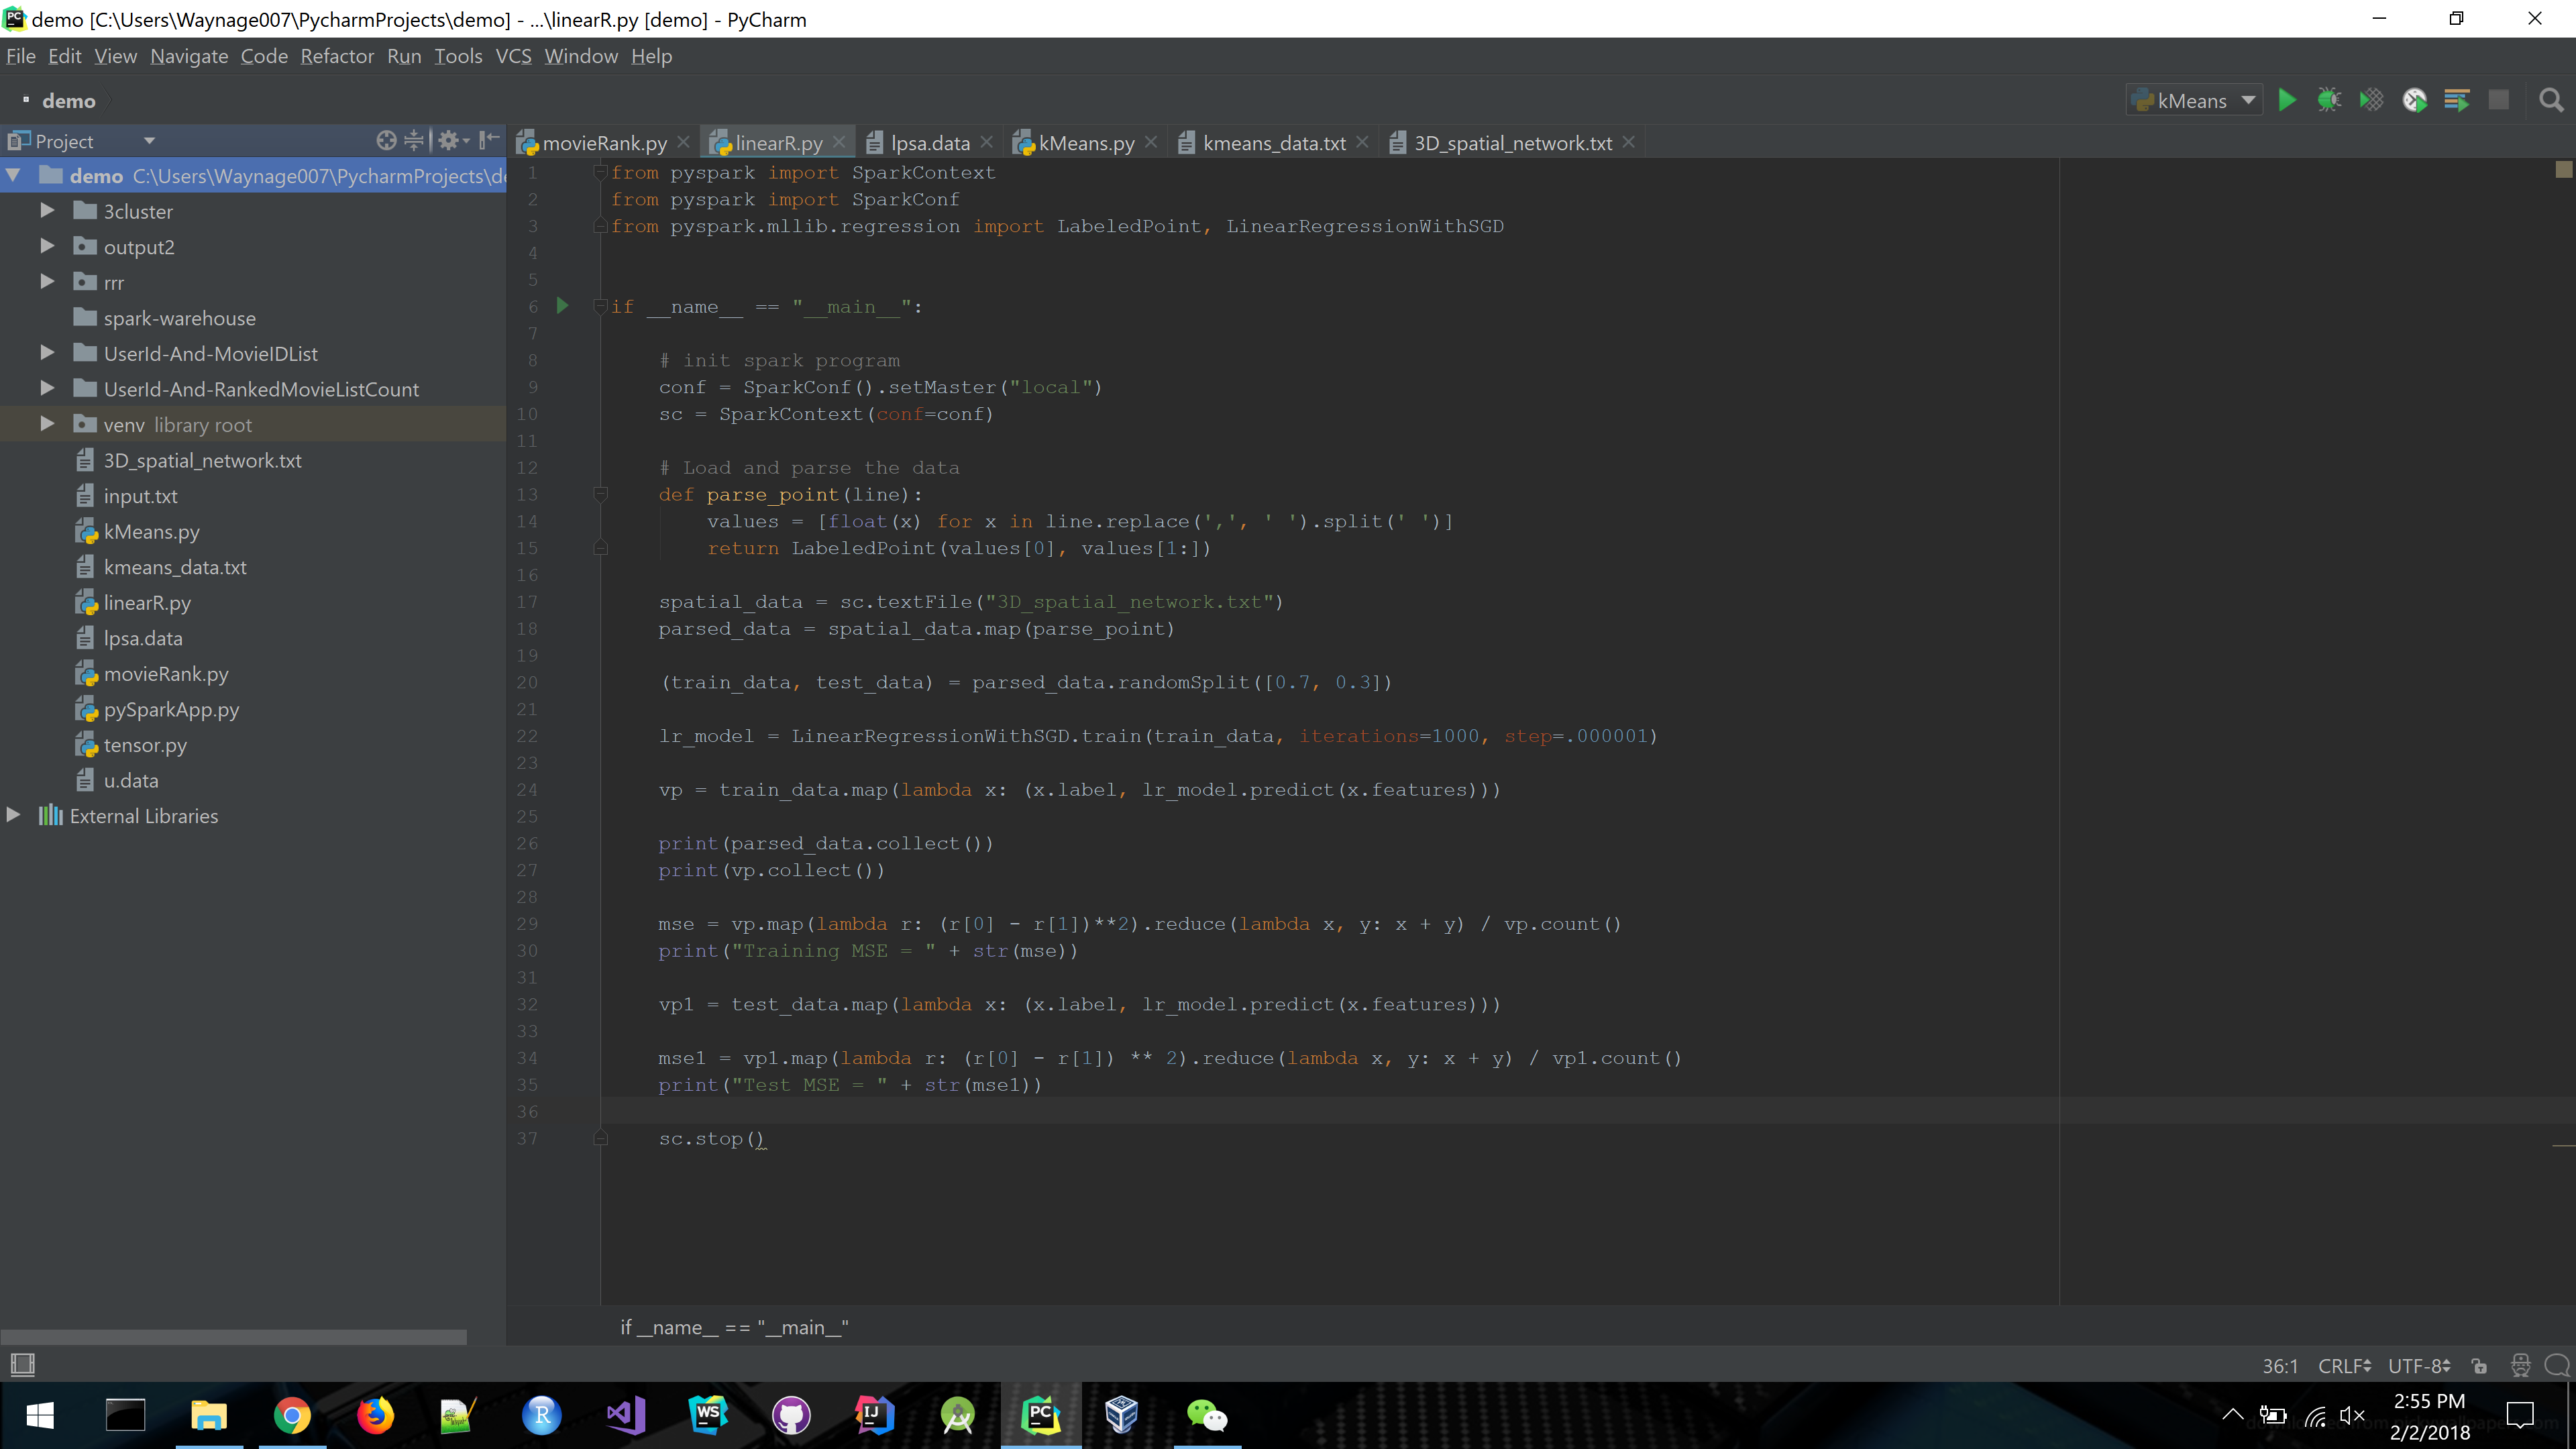 demo [C:\Users\Waynage007\PycharmProjects\demo] - ...\linearR.py [demo] - PyCharm
File Edit View Navigate Code Refactor Run Tools VCS Window Help
demo
kMeans
Project
movieRank.py
linearR.py
lpsa.data
kMeans.py
kmeans_data.txt
3D_spatial_network.txt
demo C:\Users\Waynage007\PycharmProjects\de
3cluster
output2
rrr
spark-warehouse
UserId-And-MovieIDList
UserId-And-RankedMovieListCount
venv library root
3D_spatial_network.txt
input.txt
kMeans.py
kmeans_data.txt
linearR.py
lpsa.data
movieRank.py
pySparkApp.py
tensor.py
u.data
External Libraries
1 from pyspark import SparkContext
2 from pyspark import SparkConf
3 from pyspark.mllib.regression import LabeledPoint, LinearRegressionWithSGD
4
5
6 if __name__ == "__main__":
7
8 # init spark program
9 conf = SparkConf().setMaster("local")
10 sc = SparkContext(conf=conf)
11
12 # Load and parse the data
13 def parse_point(line):
14 values = [float(x) for x in line.replace(',', ' ').split(' ')]
15 return LabeledPoint(values[0], values[1:])
16
17 spatial_data = sc.textFile("3D_spatial_network.txt")
18 parsed_data = spatial_data.map(parse_point)
19
20 (train_data, test_data) = parsed_data.randomSplit([0.7, 0.3])
21
22 lr_model = LinearRegressionWithSGD.train(train_data, iterations=1000, step=.000001)
23
24 vp = train_data.map(lambda x: (x.label, lr_model.predict(x.features)))
25
26 print(parsed_data.collect())
27 print(vp.collect())
28
29 mse = vp.map(lambda r: (r[0] - r[1])**2).reduce(lambda x, y: x + y) / vp.count()
30 print("Training MSE = " + str(mse))
31
32 vp1 = test_data.map(lambda x: (x.label, lr_model.predict(x.features)))
33
34 mse1 = vp1.map(lambda r: (r[0] - r[1]) ** 2).reduce(lambda x, y: x + y) / vp1.count()
35 print("Test MSE = " + str(mse1))
36
37 sc.stop()
if __name__ == "__main__"
36:1 CRLF UTF-8
R
WS
IJ
PC
2:55 PM
2/2/2018